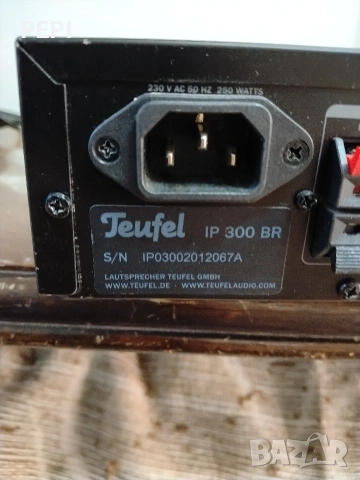 DCPI
230 V AC 50 HZ 250 WATTS
Teufel IP 300 BR
S/N IP03002012067A
LAUTSPRECHER TEUFEL GMBH
WWW.TEUFEL.DE · WWW.TEUFELAUDIO.COM
BAZAR